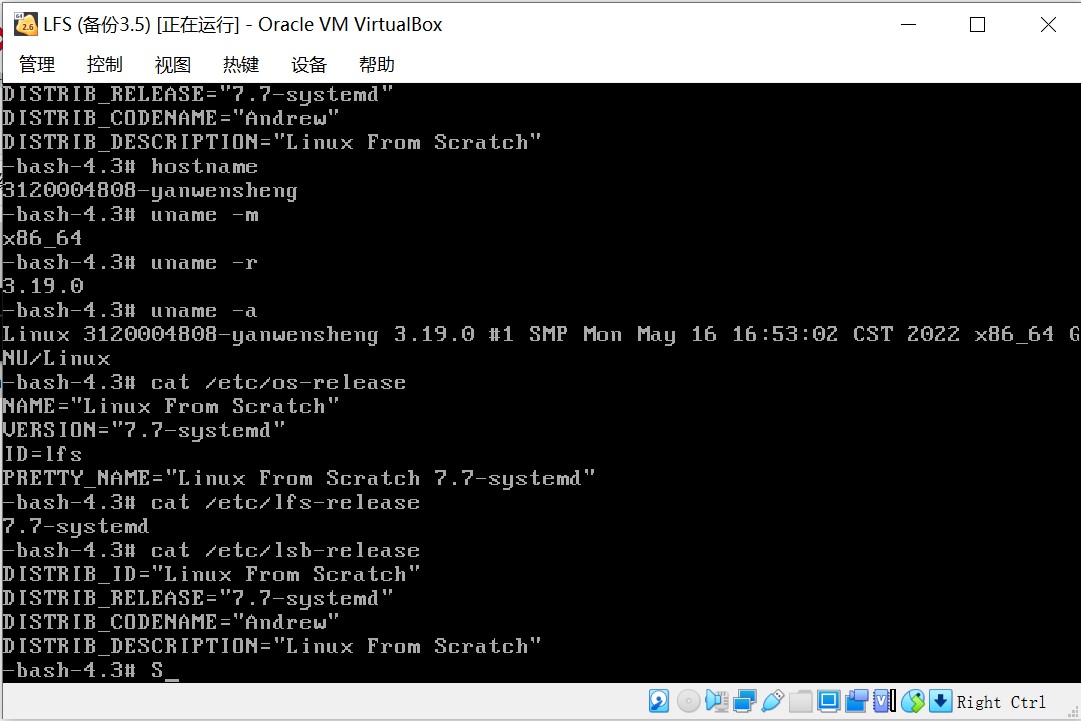 LFS (备份3.5) [正在运行] - Oracle VM VirtualBox
管理 控制 视图 热键 设备 帮助
DISTRIB_RELEASE="7.7-systemd"
DISTRIB_CODENAME="Andrew"
DISTRIB_DESCRIPTION="Linux From Scratch"
-bash-4.3# hostname
3120004808-yanwensheng
-bash-4.3# uname -m
x86_64
-bash-4.3# uname -r
3.19.0
-bash-4.3# uname -a
Linux 3120004808-yanwensheng 3.19.0 #1 SMP Mon May 16 16:53:02 CST 2022 x86_64 G
NU/Linux
-bash-4.3# cat /etc/os-release
NAME="Linux From Scratch"
VERSION="7.7-systemd"
ID=lfs
PRETTY_NAME="Linux From Scratch 7.7-systemd"
-bash-4.3# cat /etc/lfs-release
7.7-systemd
-bash-4.3# cat /etc/lsb-release
DISTRIB_ID="Linux From Scratch"
DISTRIB_RELEASE="7.7-systemd"
DISTRIB_CODENAME="Andrew"
DISTRIB_DESCRIPTION="Linux From Scratch"
-bash-4.3# S_
Right Ctrl